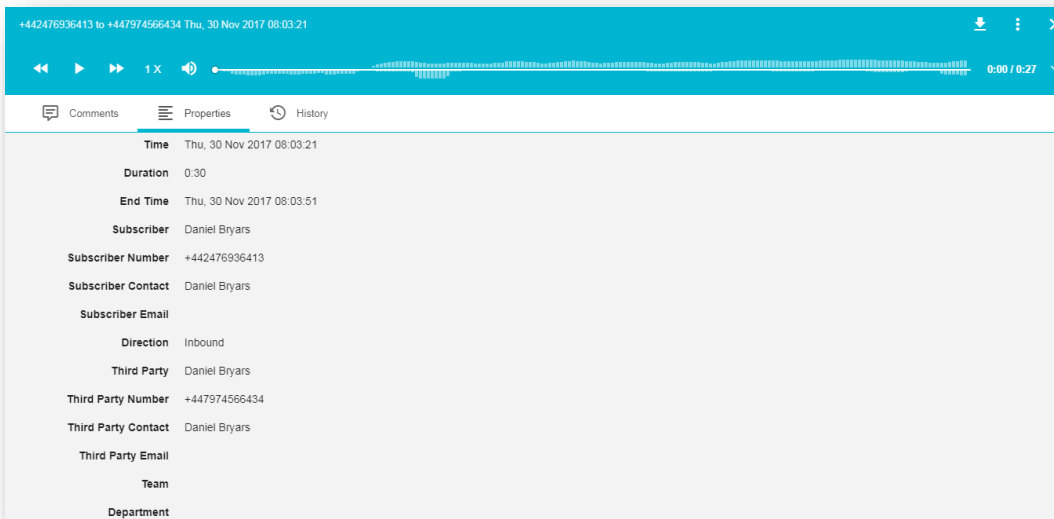 +442476936413 to +447974566434 Thu, 30 Nov 2017 08:03:21
1 X 0:00 / 0:27
Comments Properties History
Time Thu, 30 Nov 2017 08:03:21
Duration 0:30
End Time Thu, 30 Nov 2017 08:03:51
Subscriber Daniel Bryars
Subscriber Number +442476936413
Subscriber Contact Daniel Bryars
Subscriber Email
Direction Inbound
Third Party Daniel Bryars
Third Party Number +447974566434
Third Party Contact Daniel Bryars
Third Party Email
Team
Department